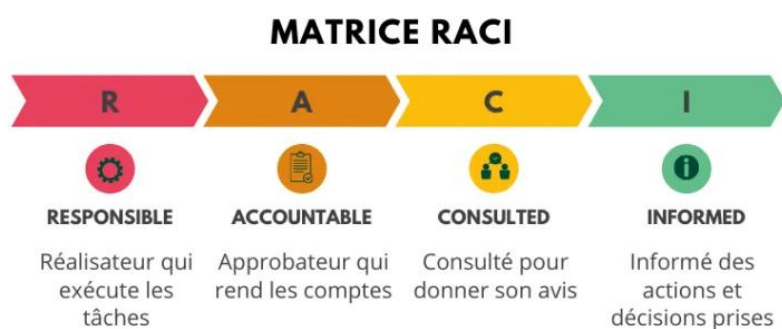 MATRICE RACI
R
A
C
I
RESPONSIBLE
ACCOUNTABLE
CONSULTED
INFORMED
Réalisateur qui
exécute les
tâches
Approbateur qui
rend les comptes
Consulté pour
donner son avis
Informé des
actions et
décisions prises